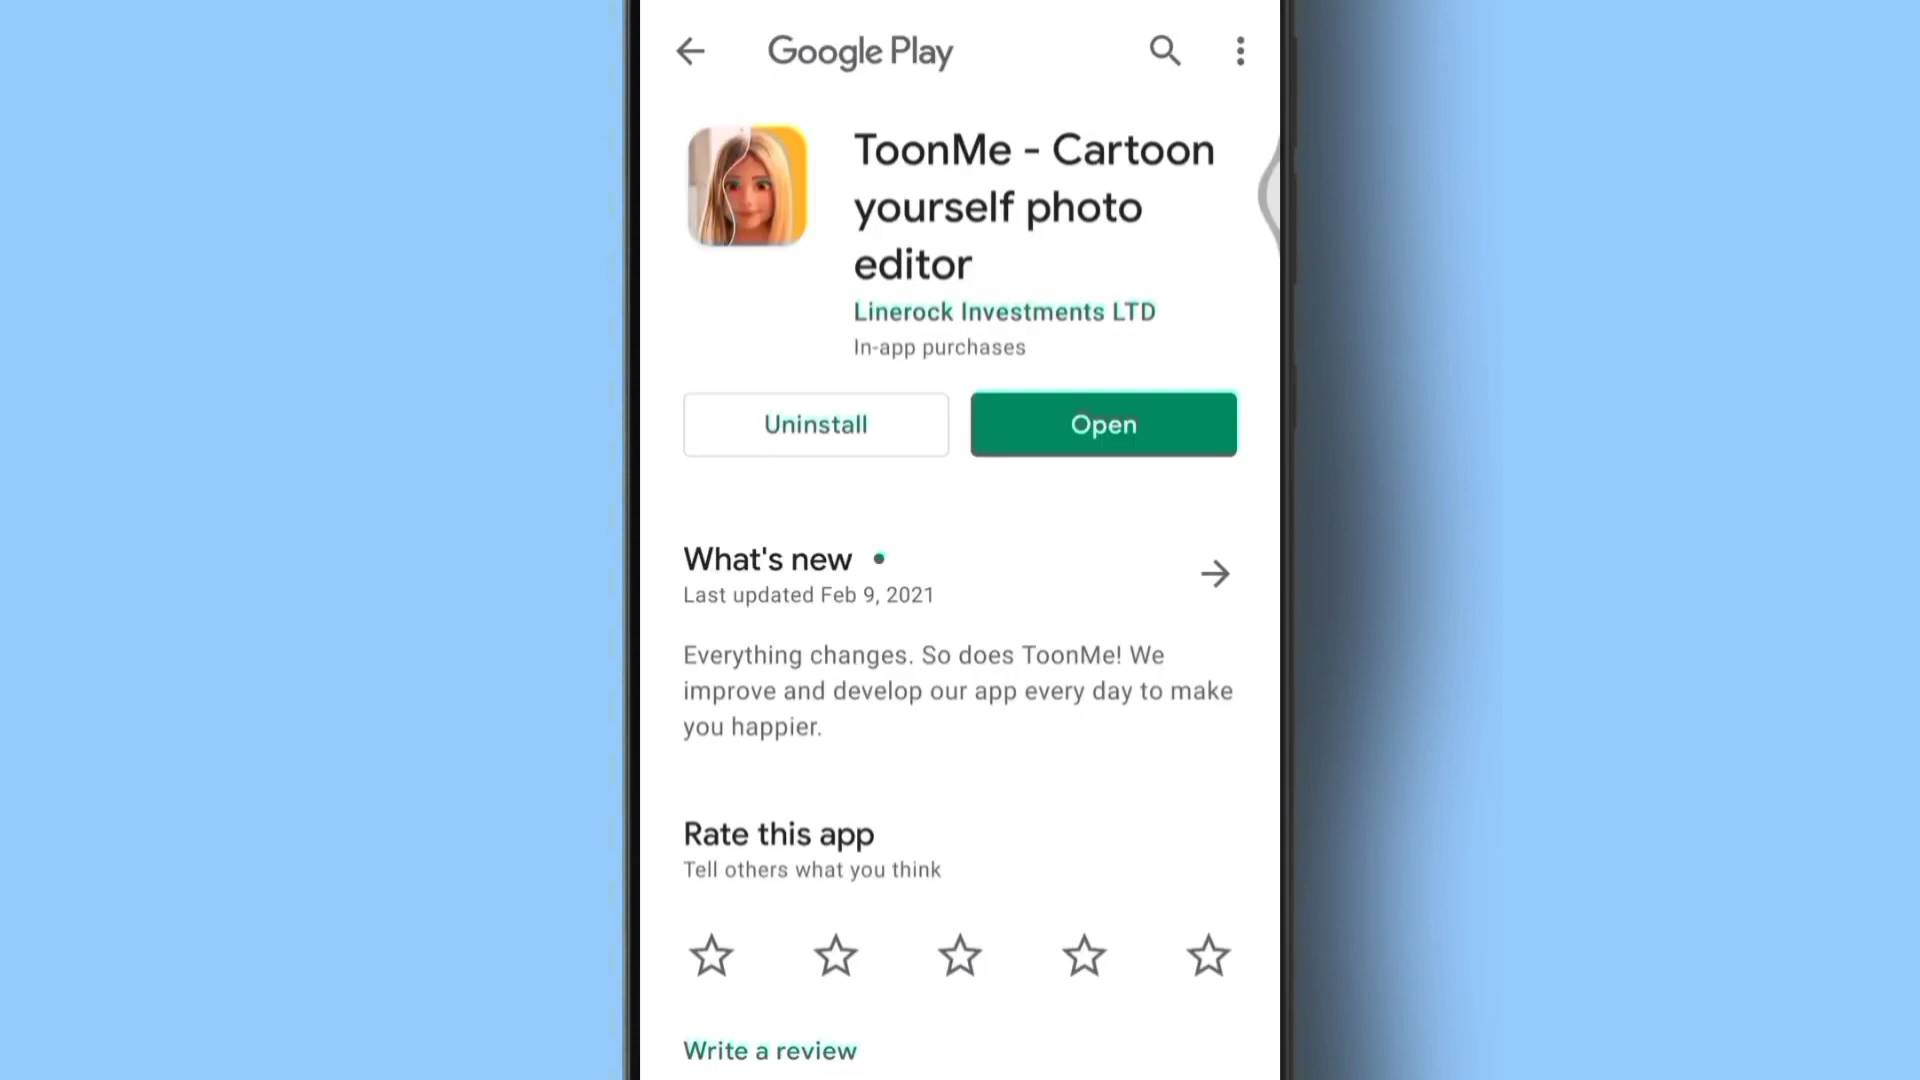 Google Play
ToonMe - Cartoon
yourself photo
editor
Linerock Investments LTD
In-app purchases
Uninstall
Open
What's new
Last updated Feb 9, 2021
Everything changes. So does ToonMe! We
improve and develop our app every day to make
you happier.
Rate this app
Tell others what you think
Write a review